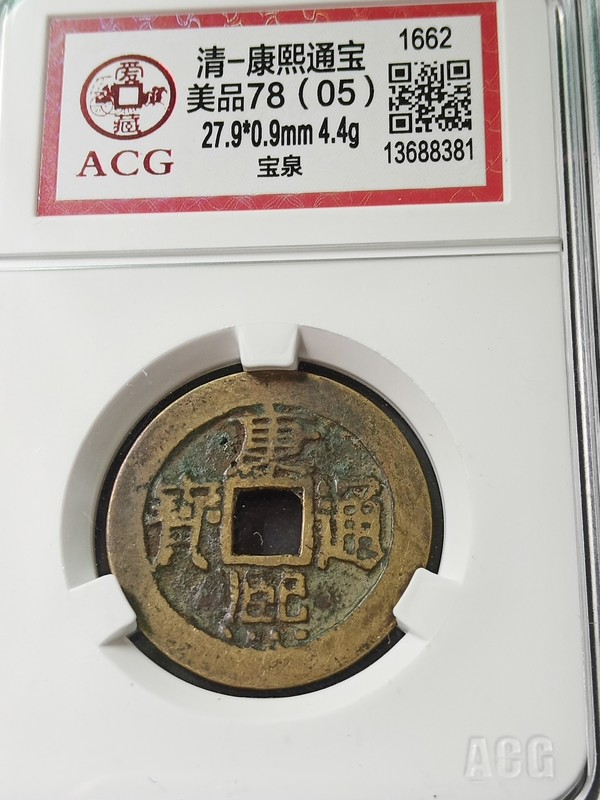 爱藏
ACG
清-康熙通宝
1662
美品78（05）
27.9*0.9mm 4.4g
宝泉
13688381
康熙通寳
ACG